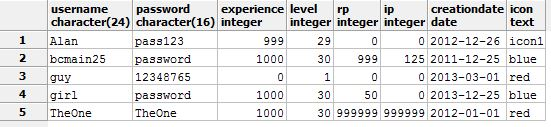 username password experience level rp ip creationdate icon
character(24) character(16) integer integer integer integer date text
1 Alan pass123 999 29 0 0 2012-12-26 icon1
2 bcmain25 password 1000 30 999 125 2011-12-25 blue
3 guy 12348765 0 1 0 0 2013-03-01 red
4 girl password 1000 30 50 0 2013-12-25 blue
5 TheOne TheOne 1000 30 999999 999999 2012-01-01 red